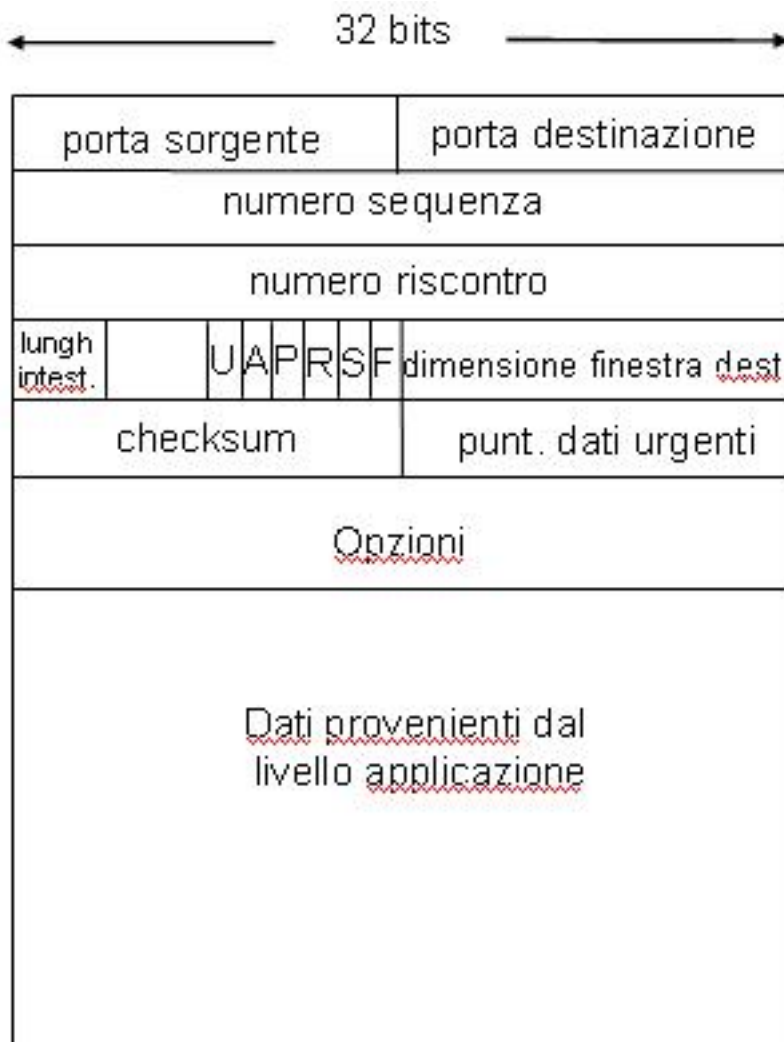 32 bits
porta sorgente
porta destinazione
numero sequenza
numero riscontro
lungh
intest.
U A P R S F
dimensione finestra dest
checksum
punt. dati urgenti
Opzioni
Dati provenienti dal
livello applicazione